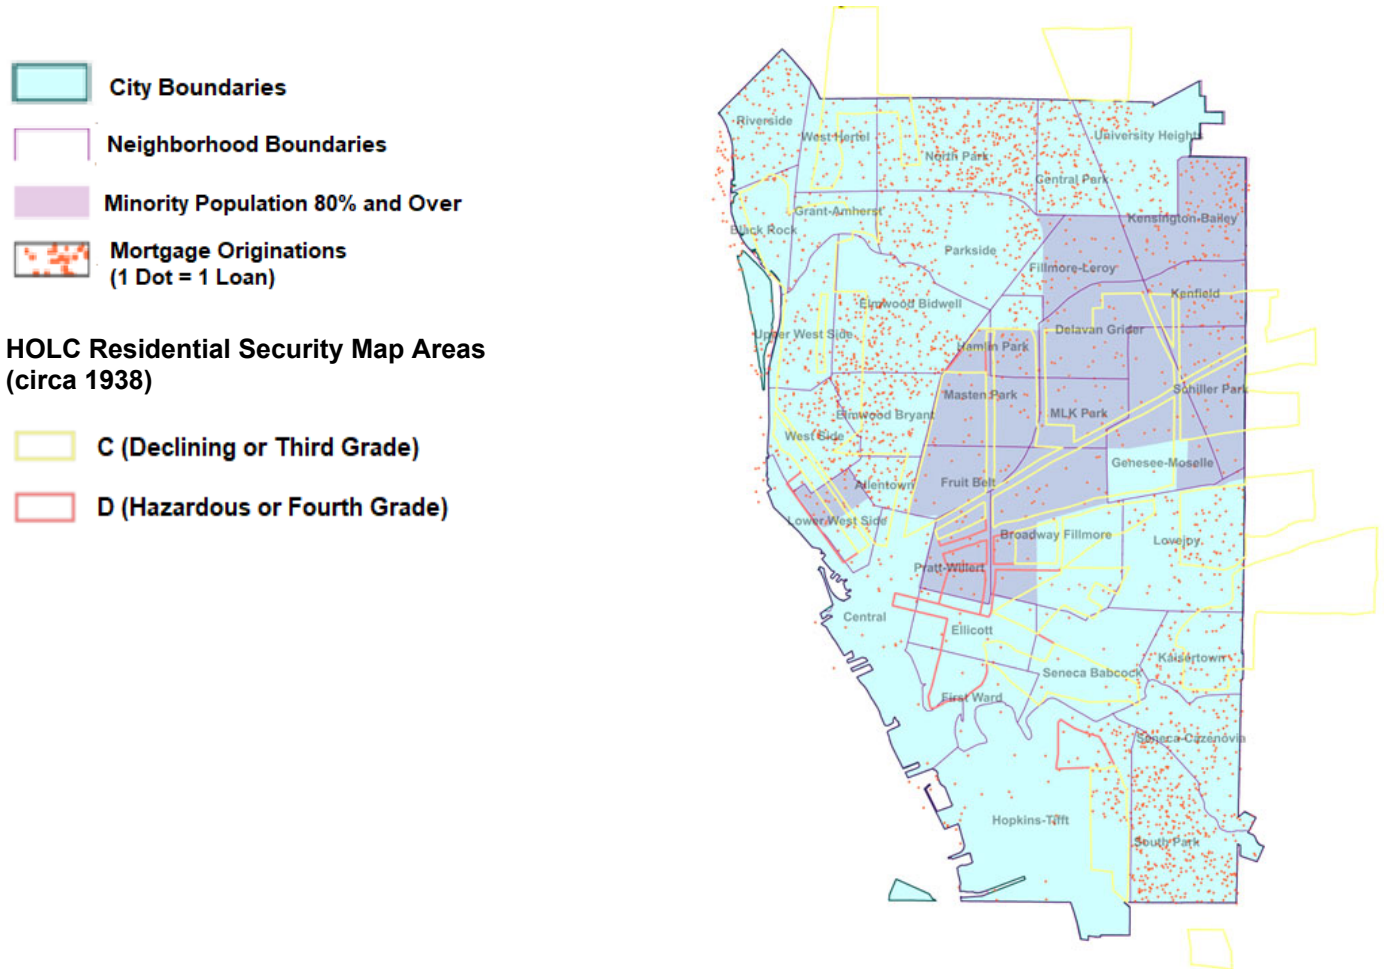 City Boundaries
Neighborhood Boundaries
Minority Population 80% and Over
Mortgage Originations
(1 Dot = 1 Loan)
HOLC Residential Security Map Areas
(circa 1938)
C (Declining or Third Grade)
D (Hazardous or Fourth Grade)
Riverside
West Hertel
North Park
University Heights
Central Park
Grant-Amherst
Kensington-Bailey
Black Rock
Parkside
Fillmore-Leroy
Kenfield
Elmwood Bidwell
Upper West Side
Delavan Grider
Hamlin Park
Masten Park
Schiller Park
Elmwood Bryant
MLK Park
West Side
Genesee-Moselle
Allentown
Fruit Belt
Lower West Side
Broadway Fillmore
Lovejoy
Pratt-Willert
Central
Ellicott
Kaisertown
Seneca Babcock
First Ward
Seneca-Cazenovia
Hopkins-Tifft
South Park